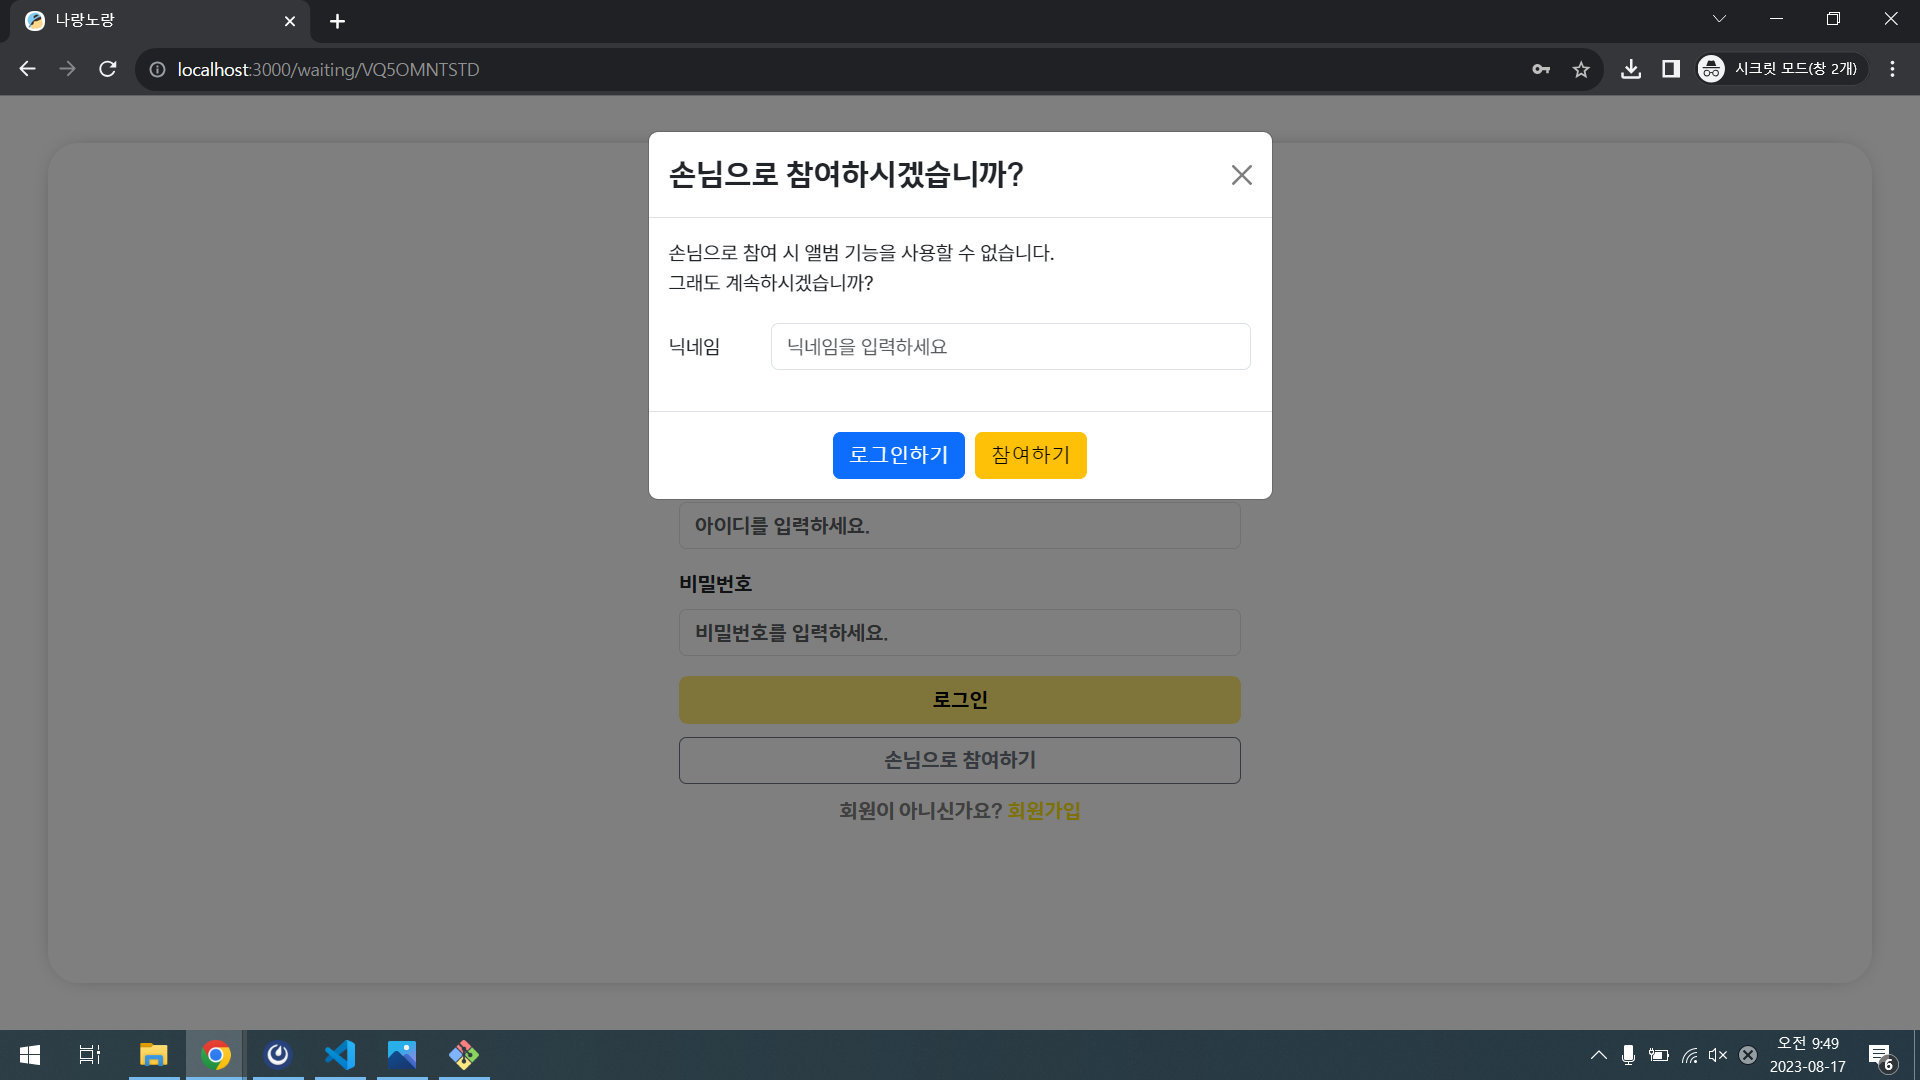 나랑노랑
localhost:3000/waiting/VQ5OMNTSTD
시크릿 모드(창 2개)
손님으로 참여하시겠습니까?
손님으로 참여 시 앨범 기능을 사용할 수 없습니다.
그래도 계속하시겠습니까?
닉네임
닉네임을 입력하세요
로그인하기
참여하기
아이디를 입력하세요.
비밀번호
비밀번호를 입력하세요.
로그인
손님으로 참여하기
회원이 아니신가요? 회원가입
오전 9:49
2023-08-17
6